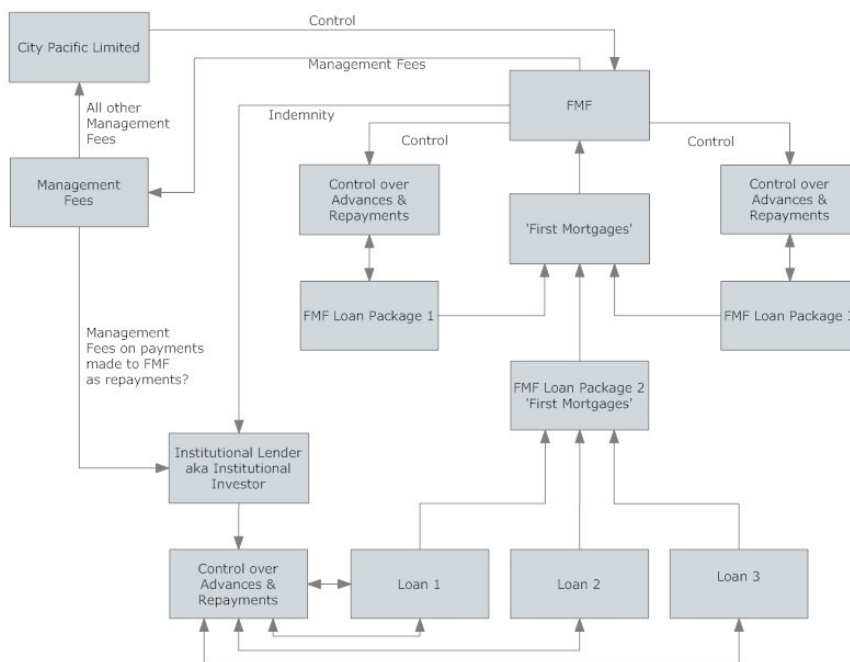 Control
City Pacific Limited
Management Fees
FMF
All other
Management
Fees
Indemnity
Control
Control
Management
Fees
Control over
Advances &
Repayments
'First Mortgages'
Control over
Advances &
Repayments
FMF Loan Package 1
FMF Loan Package
Management
Fees on payments
made to FMF
as repayments?
FMF Loan Package 2
'First Mortgages'
Institutional Lender
aka Institutional
Investor
Control over
Advances &
Repayments
Loan 1
Loan 2
Loan 3